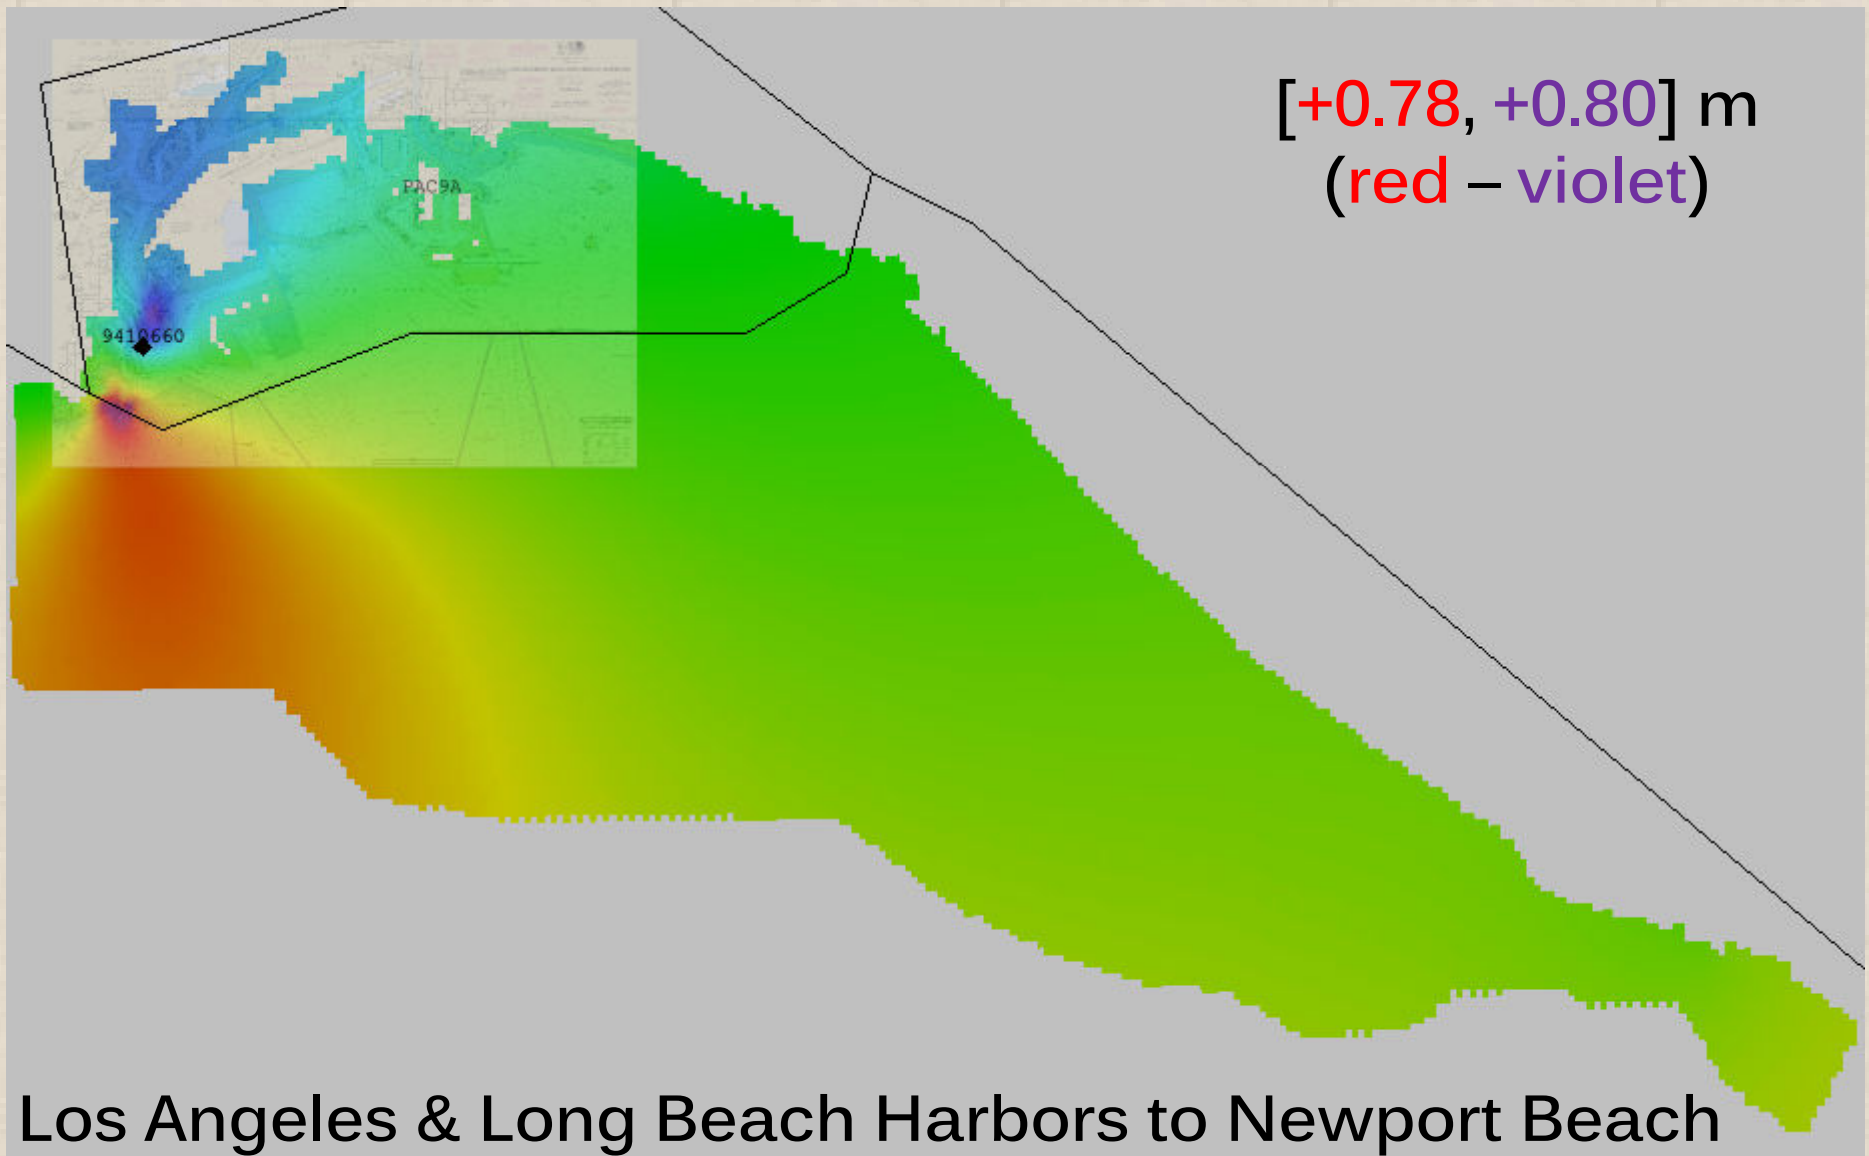 [+0.78, +0.80] m
(red – violet)
PAC9A
9410660
Los Angeles & Long Beach Harbors to Newport Beach